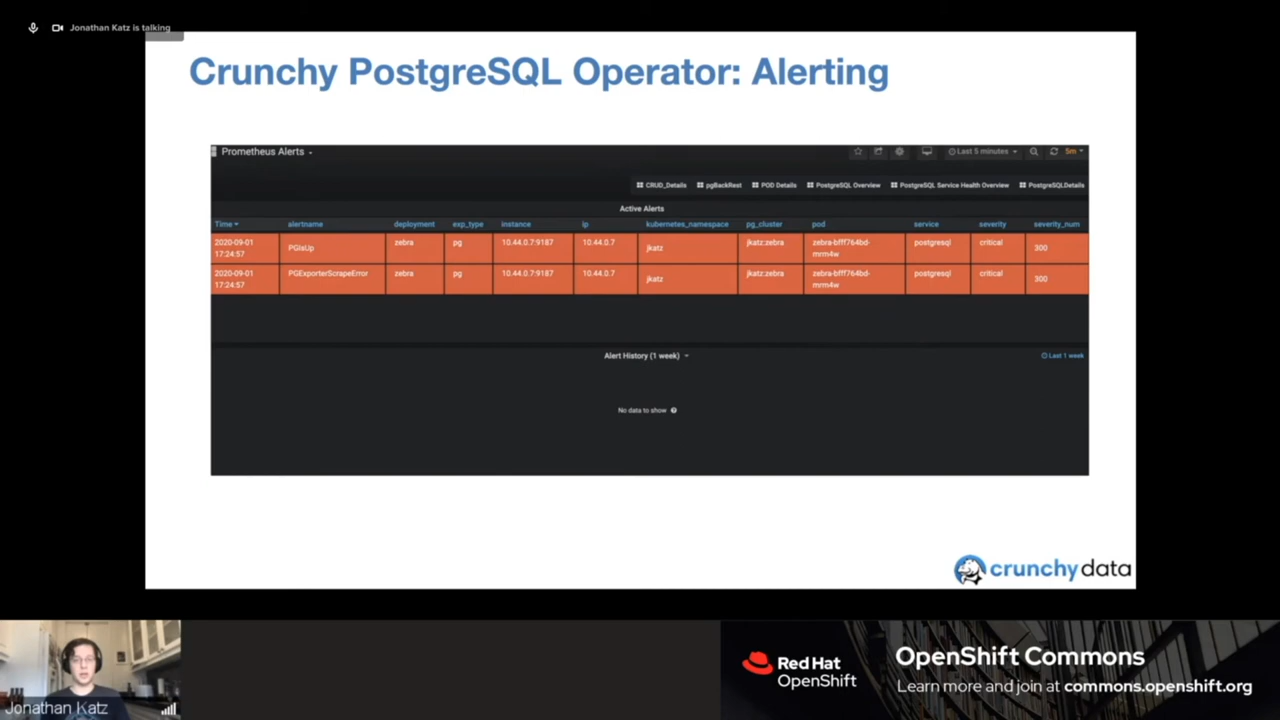 Jonathan Katz is talking
Crunchy PostgreSQL Operator: Alerting
Prometheus Alerts
Last 5 minutes
5m
CRUD_Details pgBackRest POD Details PostgreSQL Overview PostgreSQL Service Health Overview PostgreSQLDetails
Active Alerts
Time alertname deployment exp_type instance ip kubernetes_namespace pg_cluster pod service severity severity_num
2020-09-01 17:24:57 PGIsUp zebra pg 10.44.0.7:9187 10.44.0.7 jkatz jkatz:zebra zebra-bfff764bd-mrm4w postgresql critical 300
2020-09-01 17:24:57 PGExporterScrapeError zebra pg 10.44.0.7:9187 10.44.0.7 jkatz jkatz:zebra zebra-bfff764bd-mrm4w postgresql critical 300
Alert History (1 week)
Last 1 week
No data to show
crunchy data
Jonathan Katz
Red Hat
OpenShift
OpenShift Commons
Learn more and join at commons.openshift.org